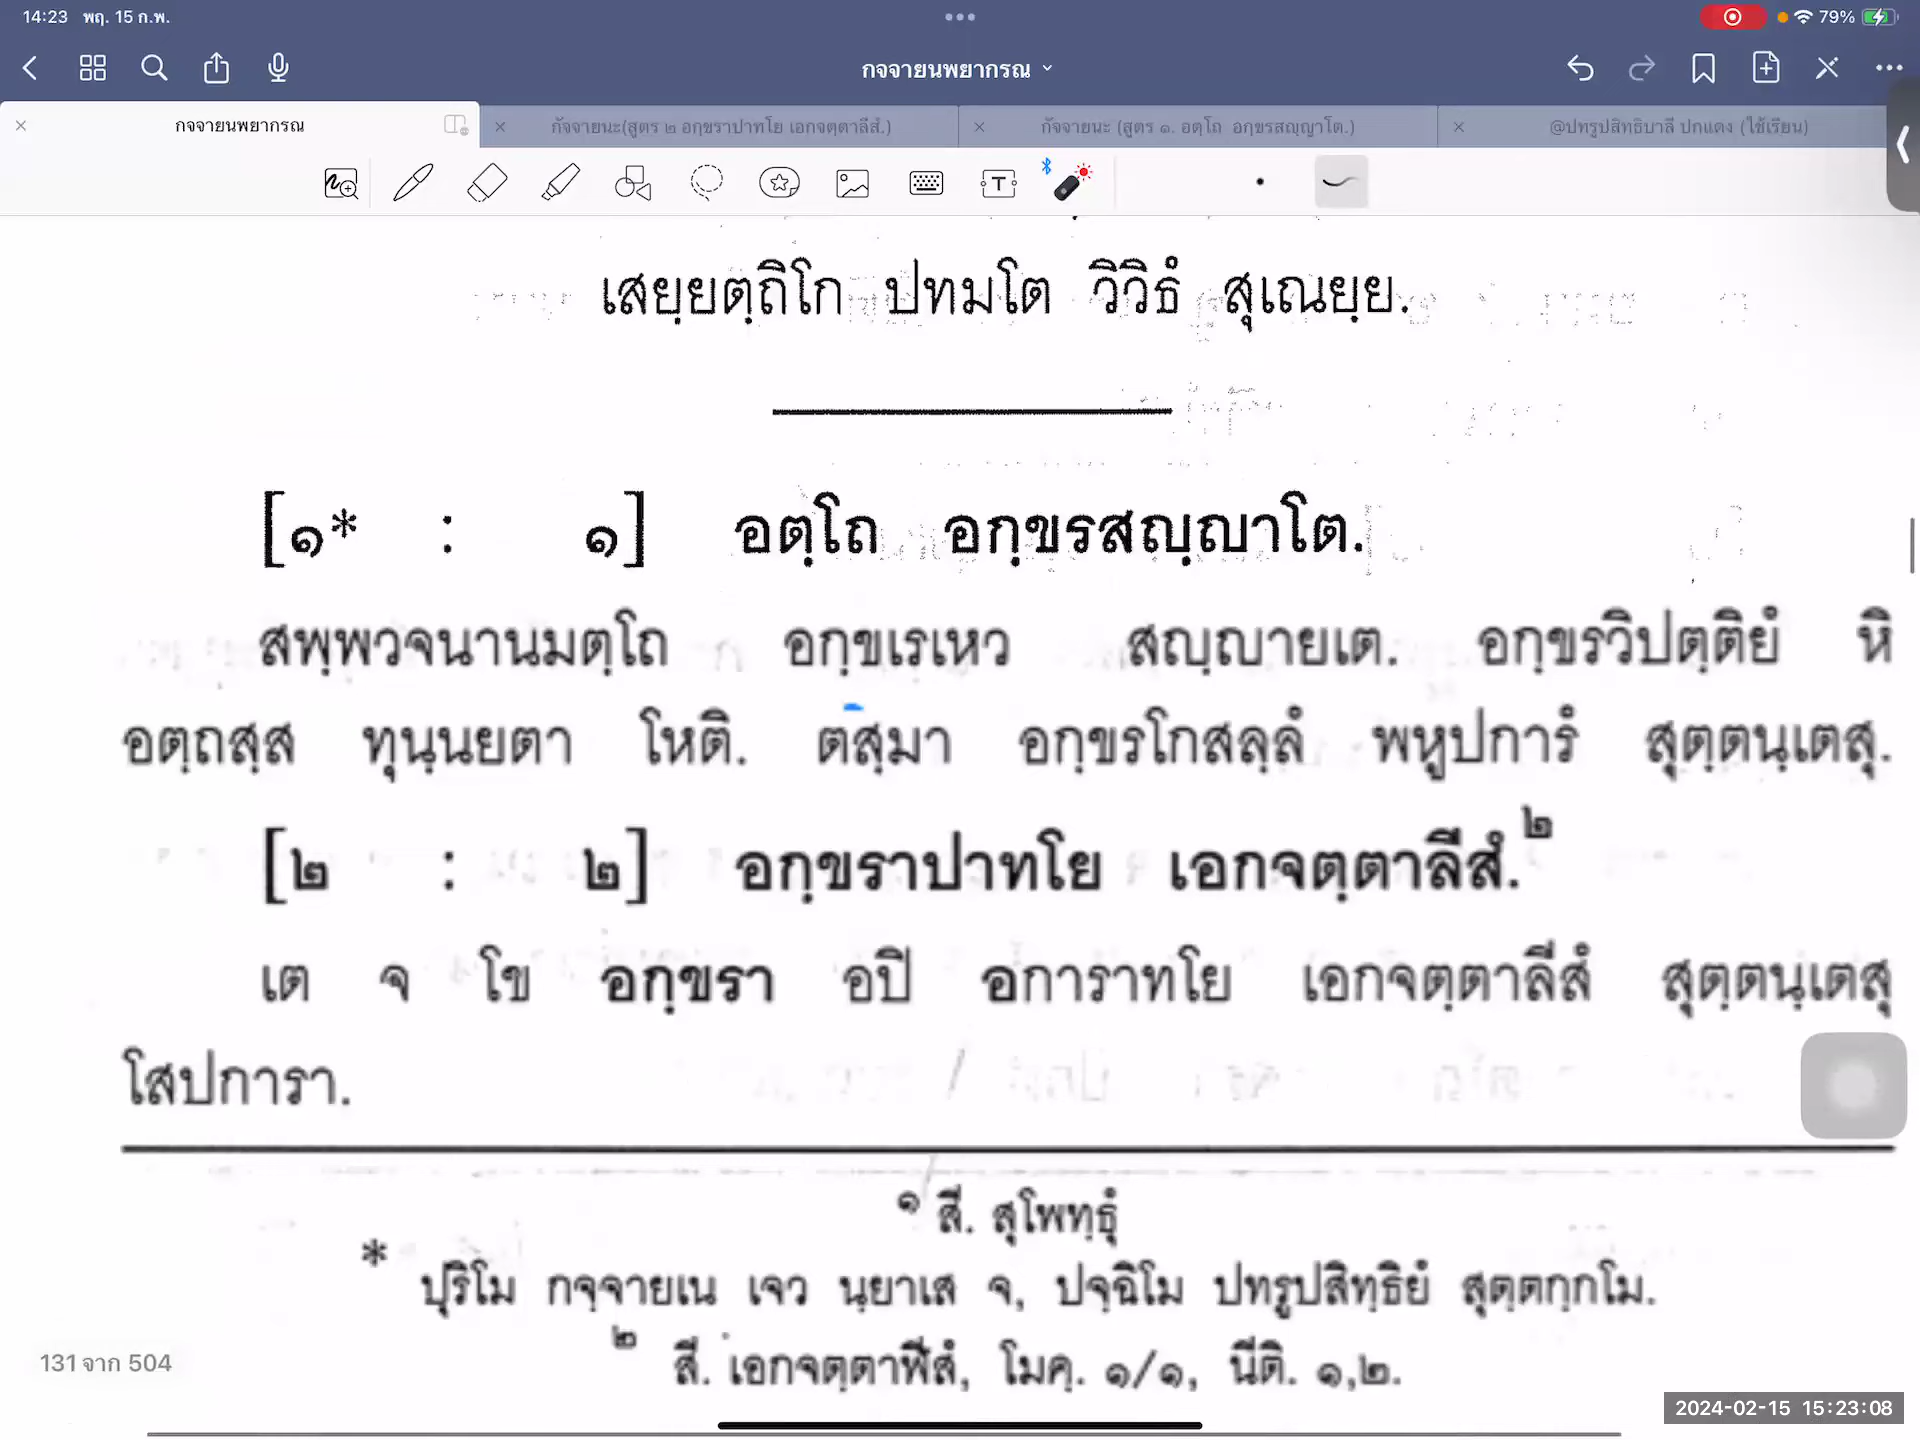 14:23 พฤ. 15 ก.พ.
79%
กจจายนพยากรณ
กจจายนพยากรณ
กัจจายนะ(สูตร ๒ อกฺขราปาทโย เอกจตฺตาลีสํ.)
กัจจายนะ (สูตร ๑. อตฺโถ อกฺขรสญฺญาโต.)
@ปทรูปสิทธิบาลี ปกแดง (ใช้เรียน)
เสยฺยตฺถิโก ปทมโต วิวิธํ สุเณยฺย.
[๑* : ๑] อตฺโถ อกฺขรสญฺญาโต.
สพฺพวจนานมตฺโถ อกฺขเรเหว สญฺญายเต. อกฺขรวิปตฺติยํ หิ
อตฺถสฺส ทุนฺนยตา โหติ. ตสฺมา อกฺขรโกสลฺลํ พหูปการํ สุตฺตนฺเตสุ.
[๒ : ๒] อกฺขราปาทโย เอกจตฺตาลีสํ.๒
เต จ โข อกฺขรา อปิ อการาทโย เอกจตฺตาลีสํ สุตฺตนฺเตสุ
โสปการา.
๑ สี. สุโพทฺธุํ
* ปุริโม กจฺจายเน เจว นฺยาเส จ, ปจฺฉิโม ปทรูปสิทฺธิยํ สุตฺตกฺกโม.
๒ สี. เอกจตฺตาฬีสํ, โมคฺ. ๑/๑, นีติ. ๑,๒.
131 จาก 504
2024-02-15 15:23:08